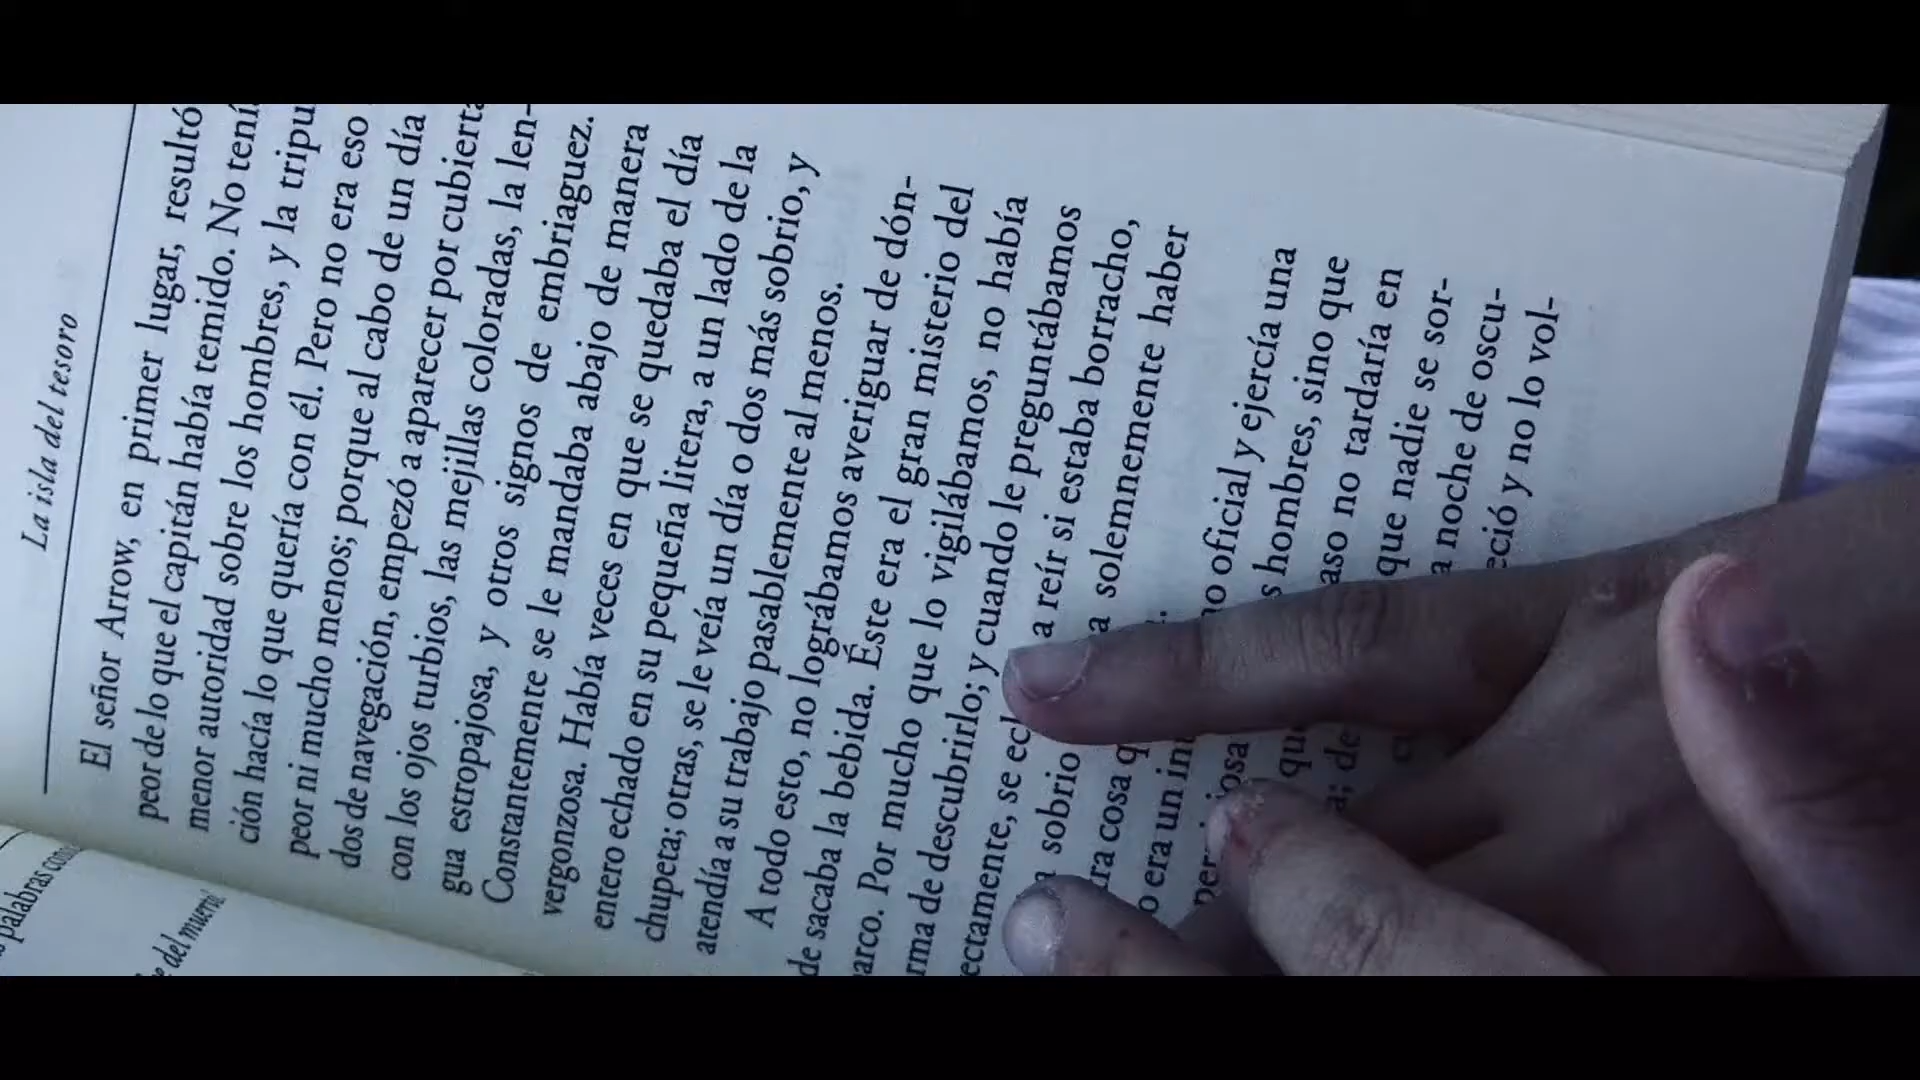 La isla del tesoro
El señor Arrow, en primer lugar, resultó
peor de lo que el capitán había temido. No tení
menor autoridad sobre los hombres, y la tripu
ción hacía lo que quería con él. Pero no era eso
peor ni mucho menos; porque al cabo de un día
dos de navegación, empezó a aparecer por cubierta
con los ojos turbios, las mejillas coloradas, la len-
gua estropajosa, y otros signos de embriaguez.
Constantemente se le mandaba abajo de manera
vergonzosa. Había veces en que se quedaba el día
entero echado en su pequeña litera, a un lado de la
chupeta; otras, se le veía un día o dos más sobrio, y
atendía a su trabajo pasablemente al menos.
A todo esto, no lográbamos averiguar de dón-
de sacaba la bebida. Éste era el gran misterio del
arco. Por mucho que lo vigilábamos, no había
rma de descubrirlo; y cuando le preguntábamos
ectamente, se ec a reír si estaba borracho,
sobrio a solemnemente haber
ra cosa q
o era un in no oficial y ejercía una
s hombres, sino que
aso no tardaría en
que nadie se sor-
a; de a noche de oscu-
eció y no lo vol-
palabras com
del muerto!